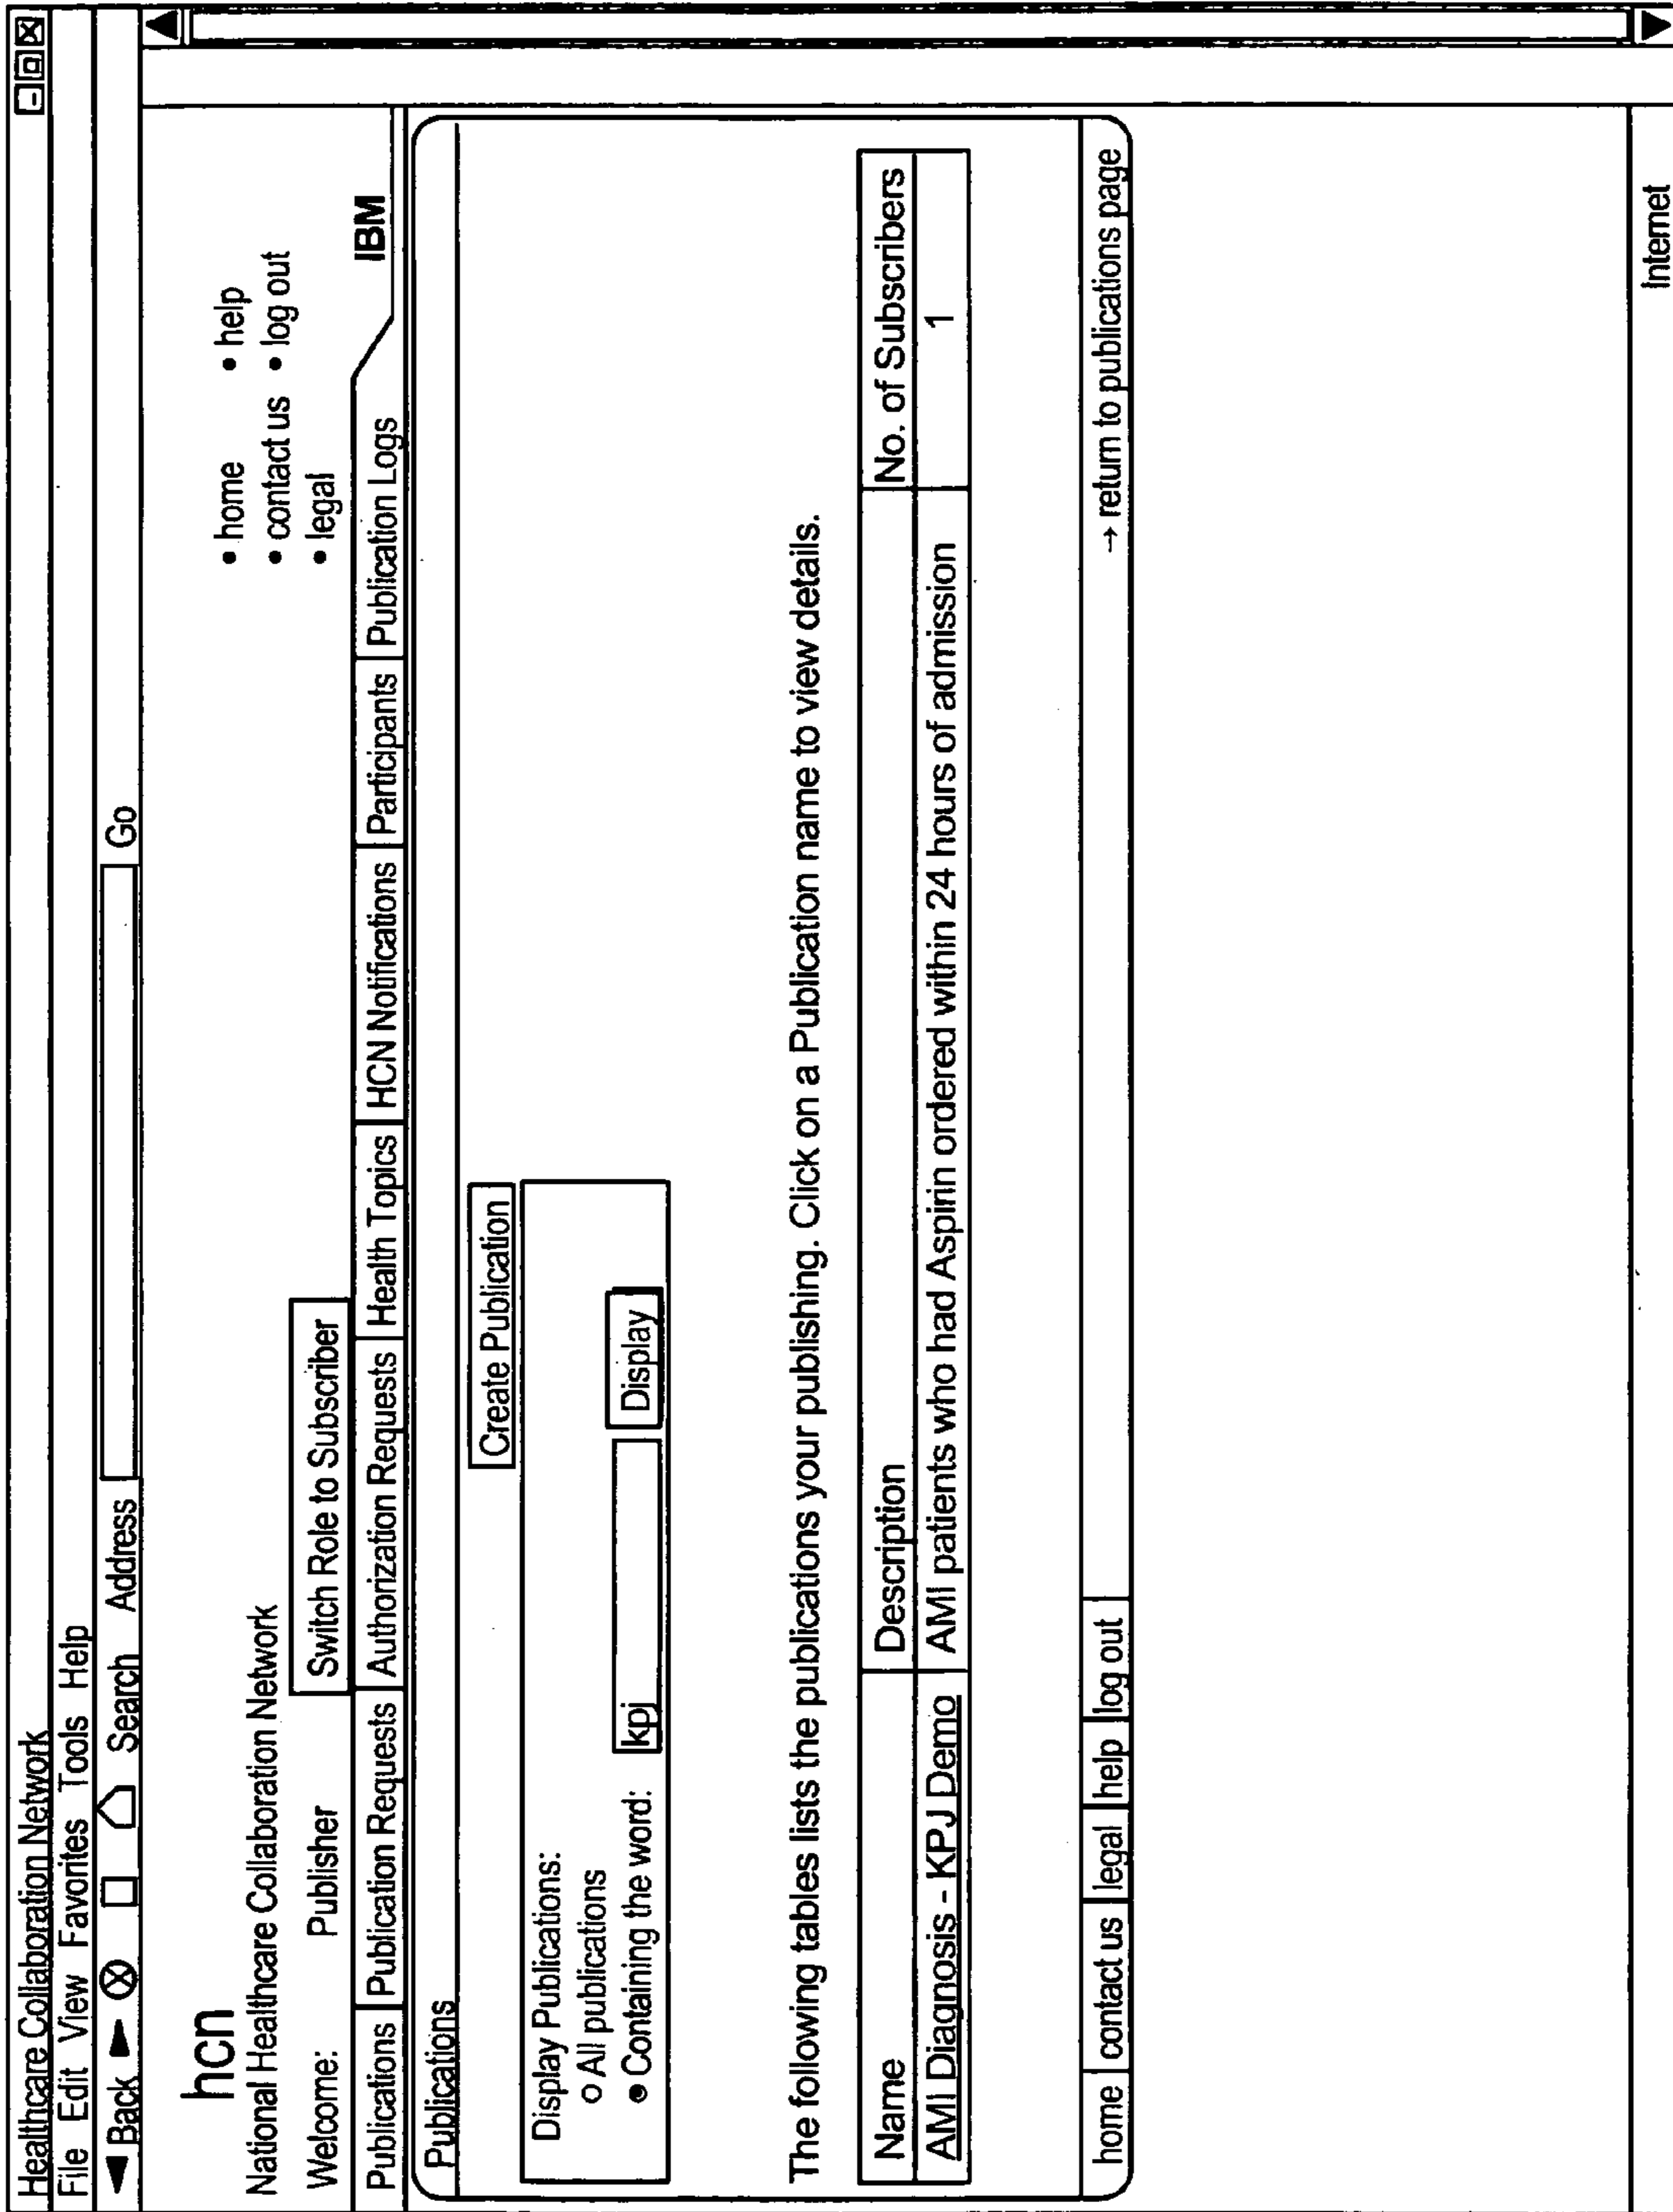 Healthcare Collaboration Network
File Edit View Favorites Tools Help
Back Search Address Go
hcn
National Healthcare Collaboration Network
• home • help
• contact us • log out
• legal
Welcome: Publisher Switch Role to Subscriber
IBM
Publications Publication Requests Authorization Requests Health Topics HCN Notifications Participants Publication Logs
Publications
Create Publication
Display Publications:
All publications
Containing the word: kpj Display
The following tables lists the publications your publishing. Click on a Publication name to view details.
Name Description No. of Subscribers
AMI Diagnosis - KPJ Demo AMI patients who had Aspirin ordered within 24 hours of admission 1
home contact us legal help log out → return to publications page
Internet